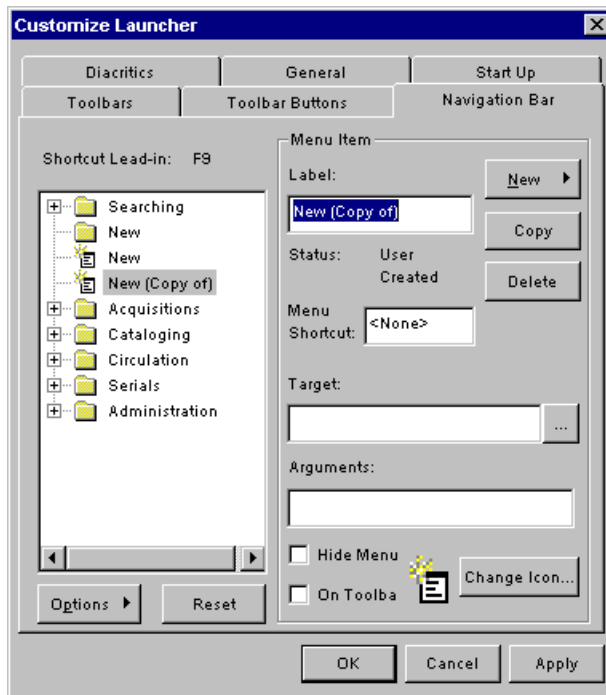 Customize Launcher
Diacritics General Start Up
Toolbars Toolbar Buttons Navigation Bar
Shortcut Lead-in: F9
Searching
New
New
New (Copy of)
Acquisitions
Cataloging
Circulation
Serials
Administration
Options
Reset
Menu Item
Label:
New (Copy of)
Status: User
Created
Menu
Shortcut: <None>
Target:
...
Arguments:
Hide Menu
On Toolba
Change Icon...
New
Copy
Delete
OK Cancel Apply